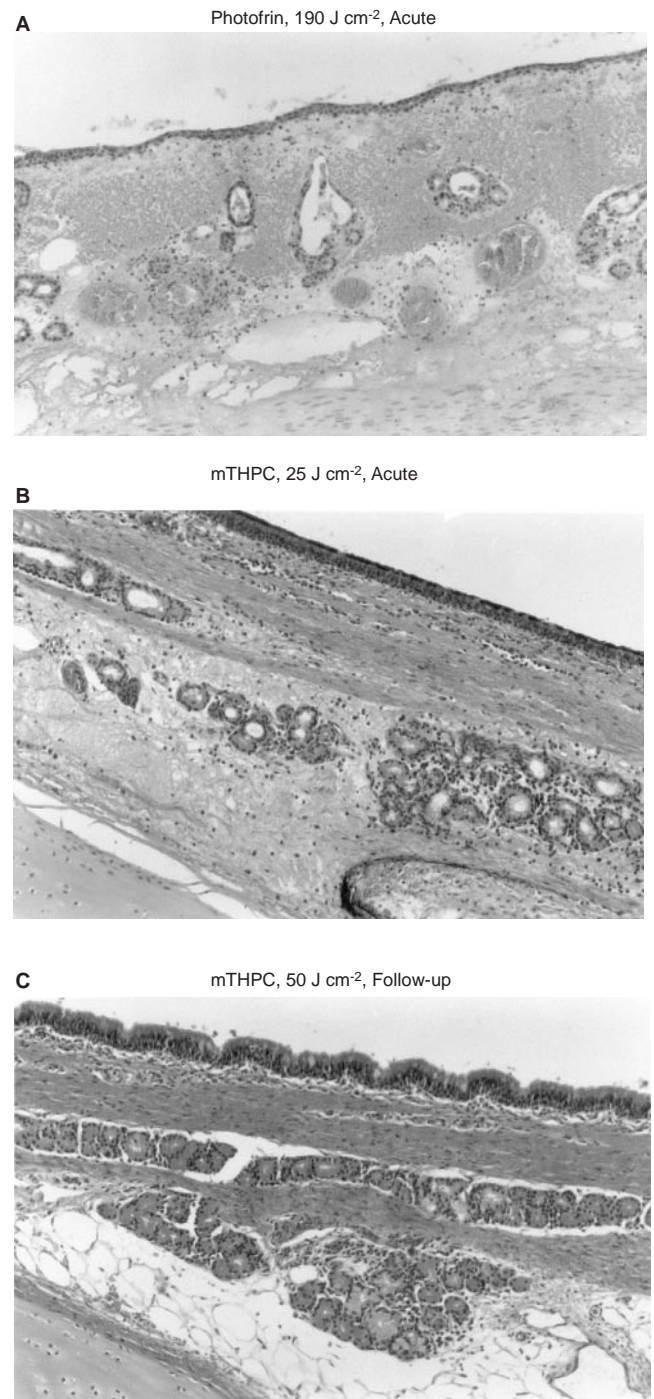 Photofrin, 190 J cm-2, Acute
A
mTHPC, 25 J cm-2, Acute
B
mTHPC, 50 J cm-2, Follow-up
C